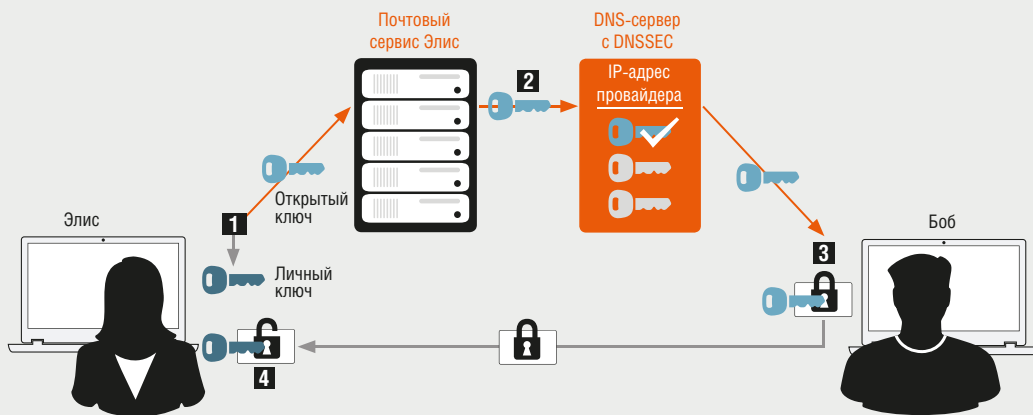 Почтовый
сервис Элис
DNS-сервер
с DNSSEC
IP-адрес
провайдера
2
Открытый
ключ
Элис
1
Личный
ключ
Боб
3
4